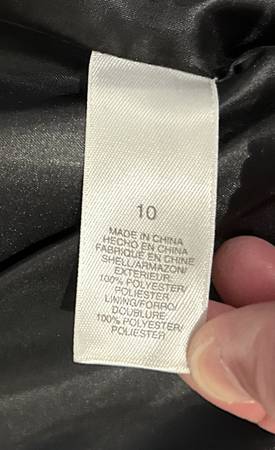 10
MADE IN CHINA
HECHO EN CHINA
FABRIQUE EN CHINE
SHELL/ARMAZON/
EXTERIEUR:
100% POLYESTER/
POLIESTER
LINING/FORRO/
DOUBLURE:
100% POLYESTER/
POLIESTER